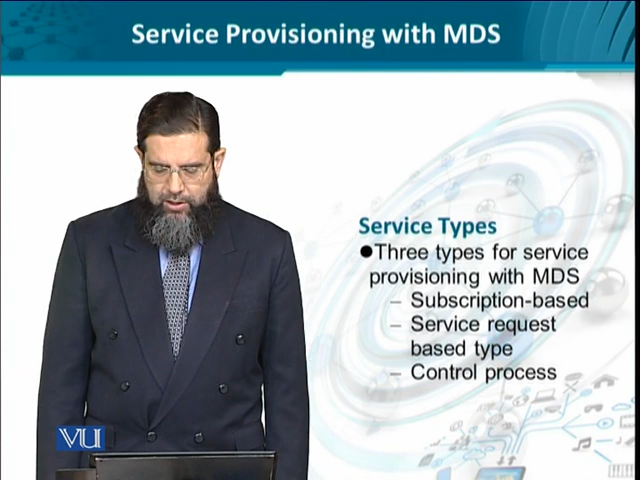 Service Provisioning with MDS
Service Types
●Three types for service
provisioning with MDS
– Subscription-based
– Service request
based type
– Control process
VU